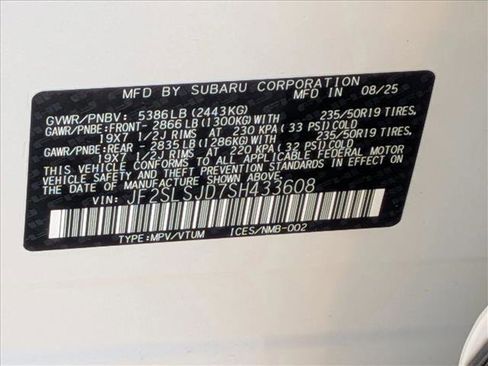 MFD BY SUBARU CORPORATION MFD IN 08/25
GVWR/PNBV: 5386LB (2443KG)
GAWR/PNBE:FRONT- 2866LB (1300KG) WITH 235/50R19 TIRES,
19X7 1/2J RIMS AT 230 KPA (33 PSI) COLD
GAWR/PNBE:REAR - 2835LB (1286KG) WITH 235/50R19 TIRES,
19X7 1/2J RIMS AT 220 KPA (32 PSI) COLD
THIS VEHICLE CONFORMS TO ALL APPLICABLE FEDERAL MOTOR
VEHICLE SAFETY AND THEFT PREVENTION STANDARDS IN EFFECT
ON THE DATE OF MANUFACTURE SHOWN ABOVE.
VIN: JF2SLSJD7SH433608
TYPE:MPV/VTUM ICES/NMB-002